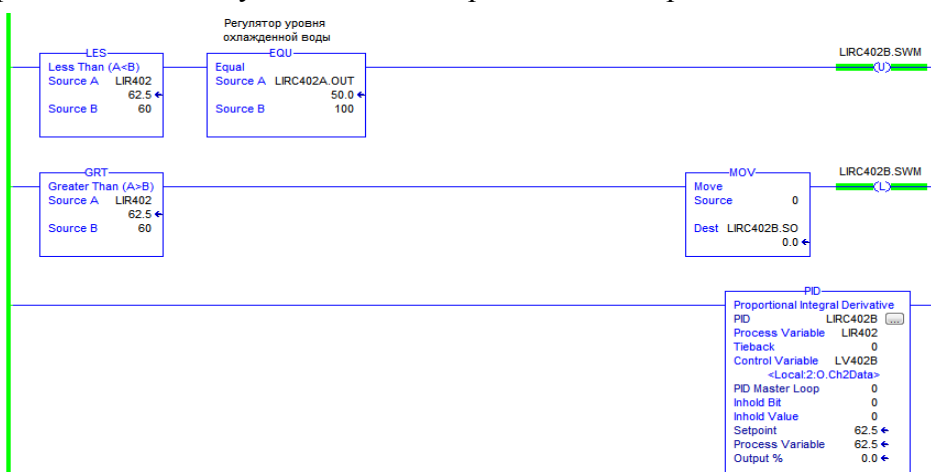 Регулятор уровня
охлажденной воды
LES
Less Than (A<B)
Source A LIR402
62.5
Source B 60
EQU
Equal
Source A LIRC402A.OUT
50.0
Source B 100
LIRC402B.SWM
(U)
GRT
Greater Than (A>B)
Source A LIR402
62.5
Source B 60
MOV
Move
Source 0
Dest LIRC402B.SO
0.0
LIRC402B.SWM
(L)
PID
Proportional Integral Derivative
PID LIRC402B ...
Process Variable LIR402
Tieback 0
Control Variable LV402B
<Local:2:O.Ch2Data>
PID Master Loop 0
Inhold Bit 0
Inhold Value 0
Setpoint 62.5
Process Variable 62.5
Output % 0.0